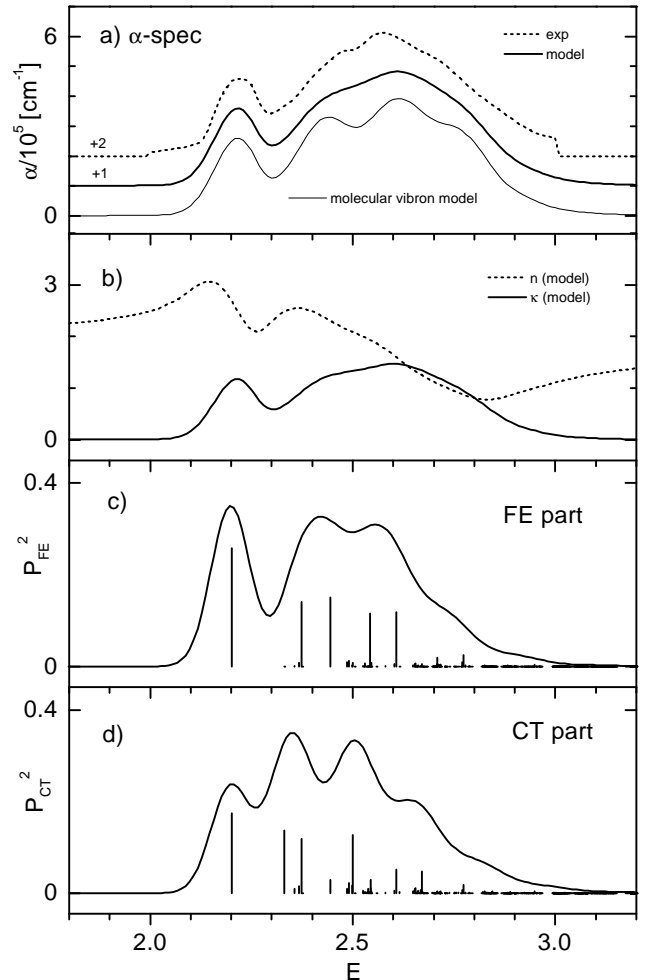 a) α-spec
exp
model
6
α/10⁵ [cm⁻¹]
+2
+1
molecular vibron model
0
b)
n (model)
κ (model)
3
0
c)
FE part
0.4
P_FE²
0
d)
CT part
0.4
P_CT²
0
2.0 2.5 3.0
E